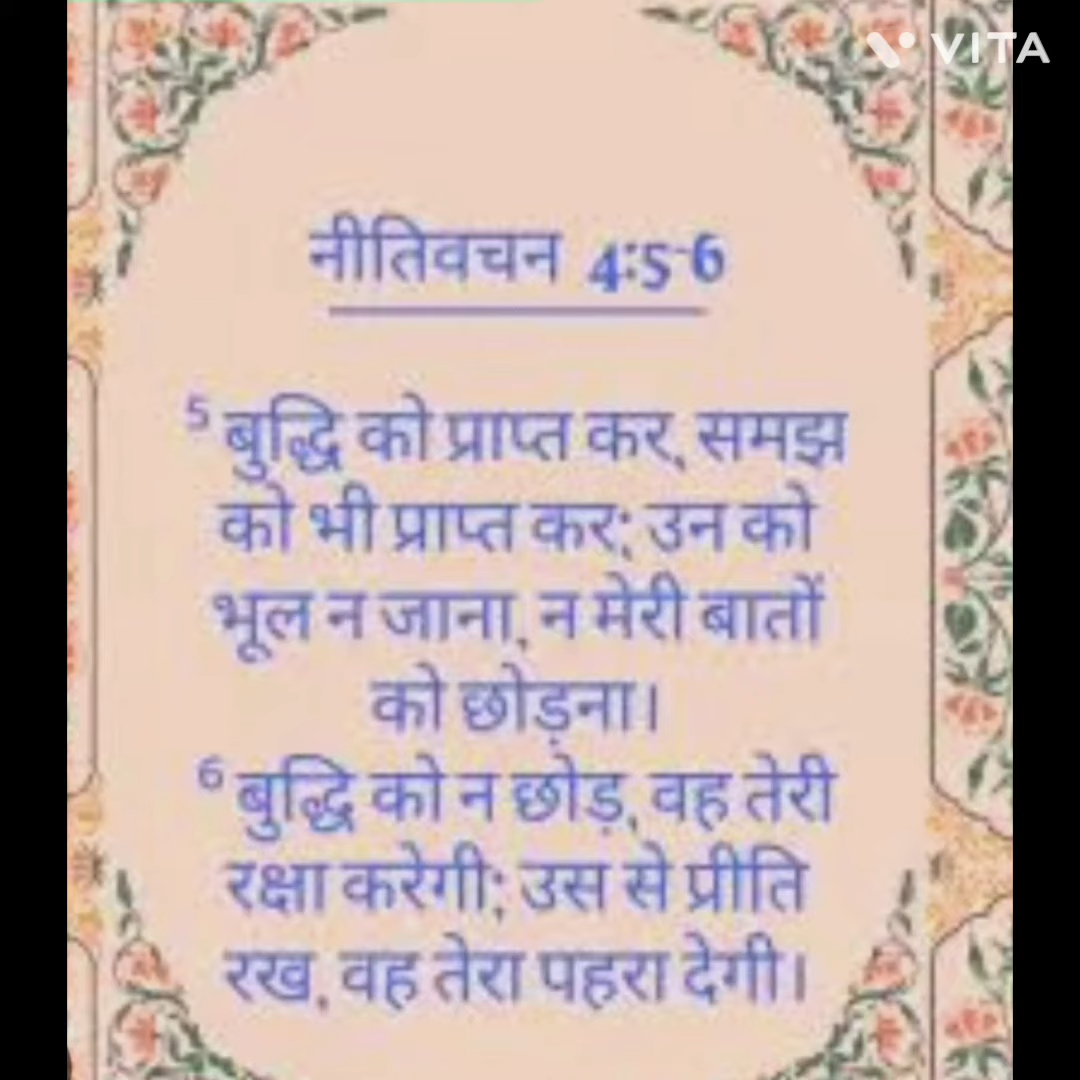 VITA
नीतिवचन 4:5-6
5 बुद्धि को प्राप्त कर, समझ
को भी प्राप्त कर; उन को
भूल न जाना, न मेरी बातों
को छोड़ना।
6 बुद्धि को न छोड़, वह तेरी
रक्षा करेगी; उस से प्रीति
रख, वह तेरा पहरा देगी।